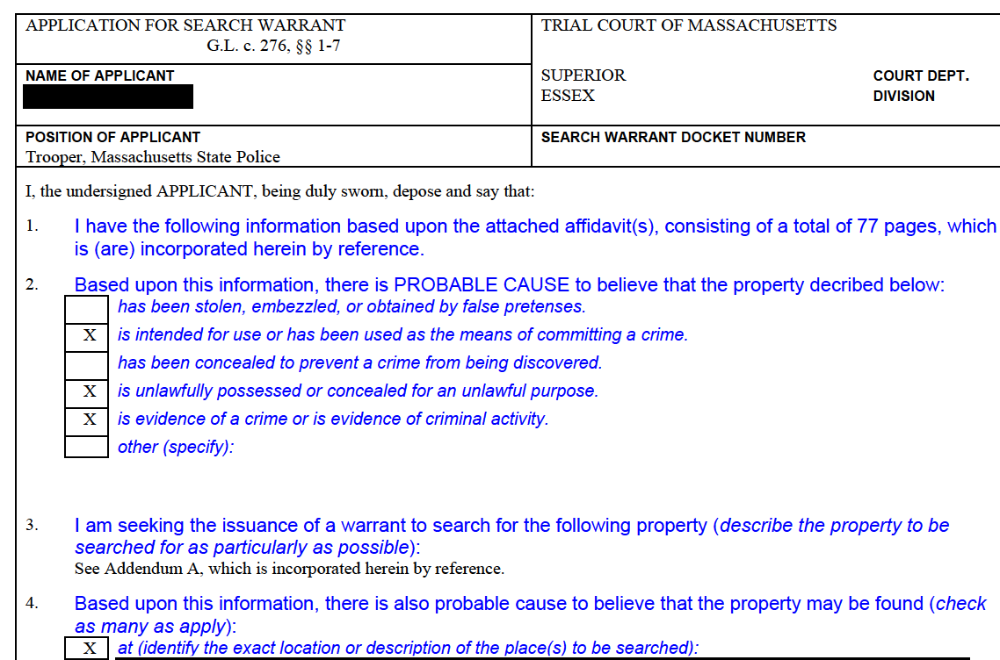 APPLICATION FOR SEARCH WARRANT
G.L. c. 276, §§ 1-7
TRIAL COURT OF MASSACHUSETTS
NAME OF APPLICANT
SUPERIOR COURT DEPT.
ESSEX DIVISION
POSITION OF APPLICANT
Trooper, Massachusetts State Police
SEARCH WARRANT DOCKET NUMBER
I, the undersigned APPLICANT, being duly sworn, depose and say that:
1. I have the following information based upon the attached affidavit(s), consisting of a total of 77 pages, which
is (are) incorporated herein by reference.
2. Based upon this information, there is PROBABLE CAUSE to believe that the property decribed below:
has been stolen, embezzled, or obtained by false pretenses.
X is intended for use or has been used as the means of committing a crime.
has been concealed to prevent a crime from being discovered.
X is unlawfully possessed or concealed for an unlawful purpose.
X is evidence of a crime or is evidence of criminal activity.
other (specify):
3. I am seeking the issuance of a warrant to search for the following property (describe the property to be
searched for as particularly as possible):
See Addendum A, which is incorporated herein by reference.
4. Based upon this information, there is also probable cause to believe that the property may be found (check
as many as apply):
X at (identify the exact location or description of the place(s) to be searched):